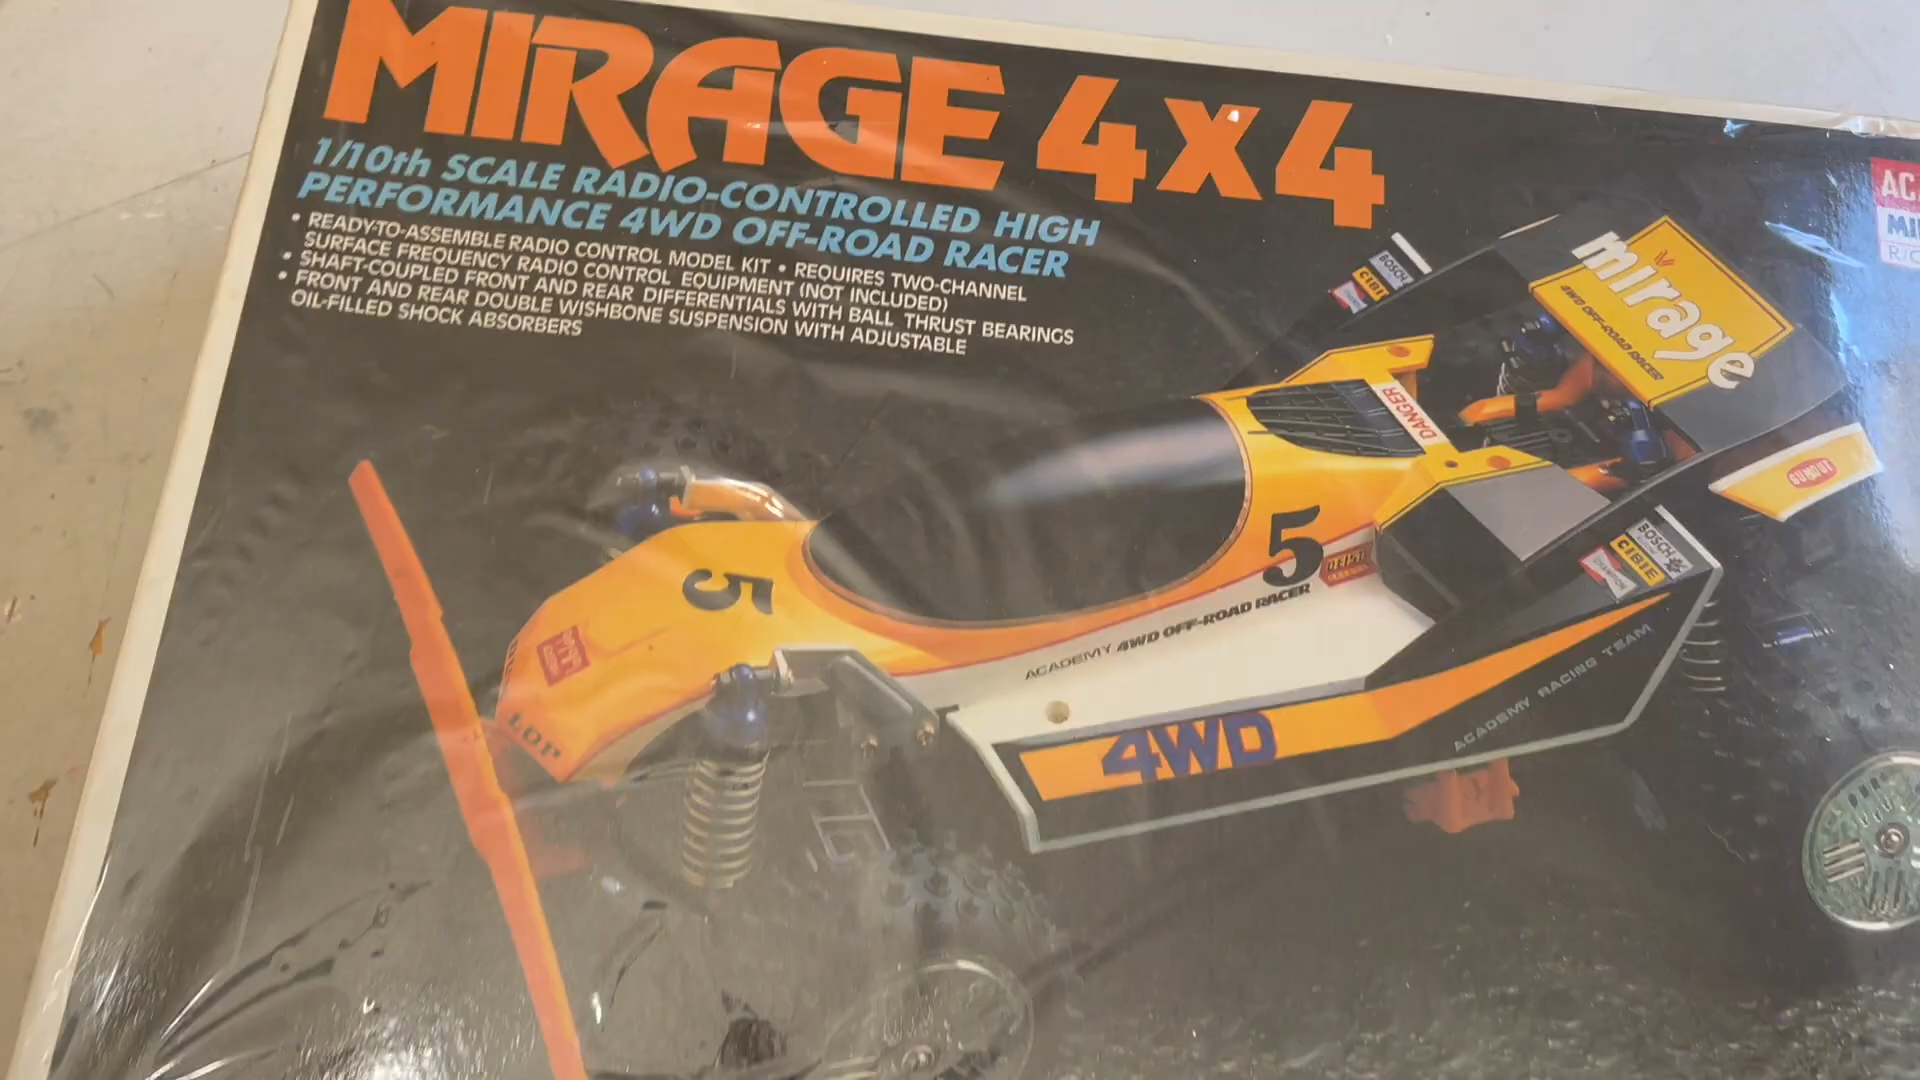 MIRAGE 4x4
1/10th SCALE RADIO-CONTROLLED HIGH
PERFORMANCE 4WD OFF-ROAD RACER
• READY-TO-ASSEMBLE RADIO CONTROL MODEL KIT • REQUIRES TWO-CHANNEL
SURFACE FREQUENCY RADIO CONTROL EQUIPMENT (NOT INCLUDED)
• SHAFT-COUPLED FRONT AND REAR DIFFERENTIALS WITH BALL THRUST BEARINGS
• FRONT AND REAR DOUBLE WISHBONE SUSPENSION WITH ADJUSTABLE
OIL-FILLED SHOCK ABSORBERS
BOSCH
CIBIE
mirage
4WD OFF-ROAD RACER
DANGER
5
5
ACADEMY 4WD OFF-ROAD RACER
BOSCH
CIBIE
CHAMPION
4WD
ACADEMY RACING TEAM